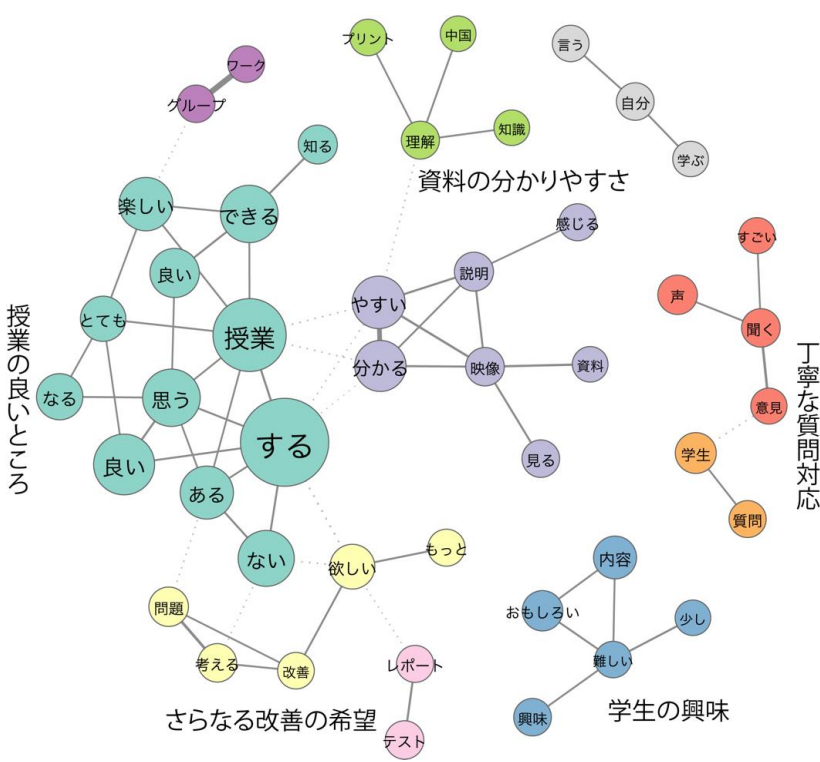 プリント
中国
言う
ワーク
グループ
自分
理解
知識
知る
学ぶ
資料の分かりやすさ
楽しい
できる
感じる
すごい
良い
説明
やすい
声
とても
授業
聞く
授業の良いところ
分かる
映像
資料
丁寧な質問対応
なる
思う
意見
する
良い
学生
見る
ある
質問
ない
欲しい
もっと
内容
問題
おもしろい
少し
考える
改善
レポート
難しい
さらなる改善の希望
学生の興味
興味
テスト